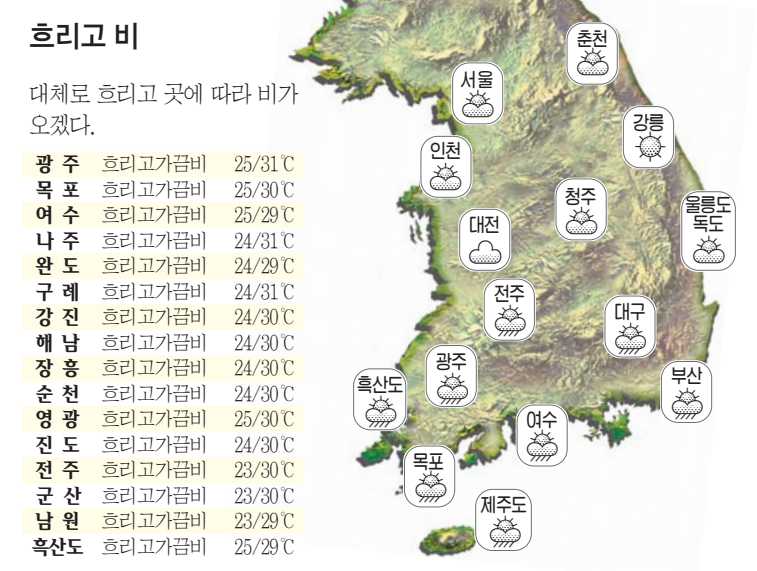 흐리고 비
대체로 흐리고 곳에 따라 비가
오겠다.
광 주 흐리고가끔비 25/31℃
목 포 흐리고가끔비 25/30℃
여 수 흐리고가끔비 25/29℃
나 주 흐리고가끔비 24/31℃
완 도 흐리고가끔비 24/29℃
구 례 흐리고가끔비 24/31℃
강 진 흐리고가끔비 24/30℃
해 남 흐리고가끔비 24/30℃
장 흥 흐리고가끔비 24/30℃
순 천 흐리고가끔비 24/30℃
영 광 흐리고가끔비 25/30℃
진 도 흐리고가끔비 24/30℃
전 주 흐리고가끔비 23/30℃
군 산 흐리고가끔비 23/30℃
남 원 흐리고가끔비 23/29℃
흑산도 흐리고가끔비 25/29℃
춘천
서울
강릉
인천
청주
울릉도
독도
대전
전주
대구
광주
부산
흑산도
여수
목포
제주도